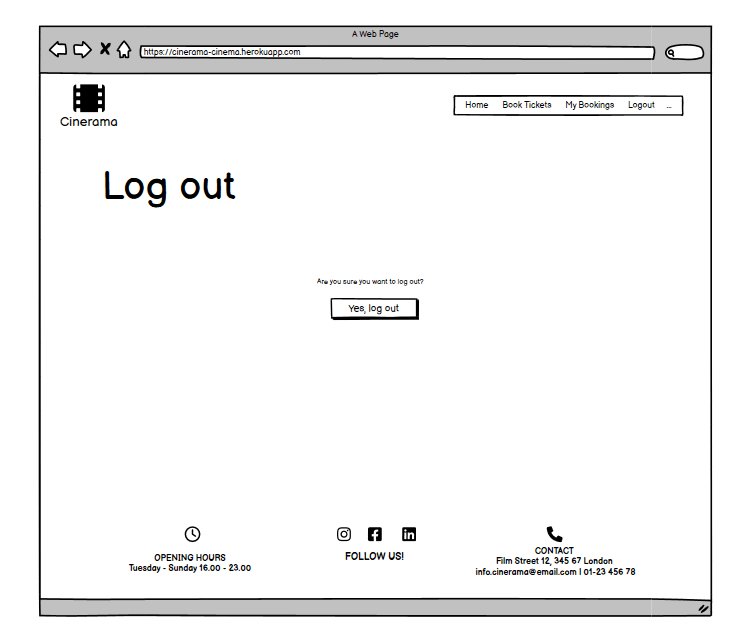 A Web Page
https://cinerama-cinema.herokuapp.com
Cinerama
Home Book Tickets My Bookings Logout ...
Log out
Are you sure you want to log out?
Yes, log out
OPENING HOURS
Tuesday - Sunday 16.00 - 23.00
FOLLOW US!
CONTACT
Film Street 12, 345 67 London
info.cinerama@email.com | 01-23 456 78